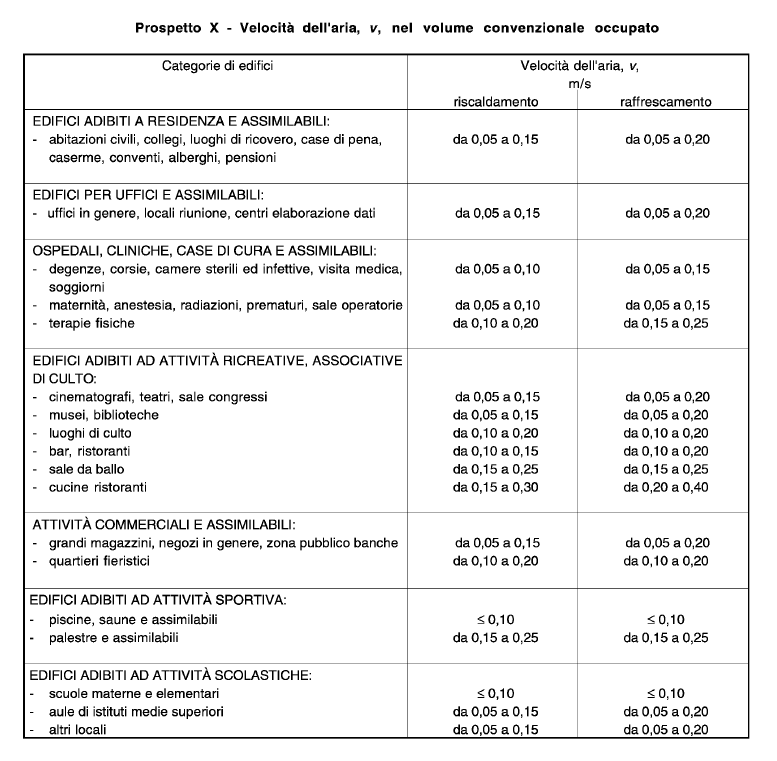 Prospetto X - Velocità dell'aria, v, nel volume convenzionale occupato
Categorie di edifici
Velocità dell'aria, v,
m/s
riscaldamento raffrescamento
EDIFICI ADIBITI A RESIDENZA E ASSIMILABILI:
- abitazioni civili, collegi, luoghi di ricovero, case di pena, da 0,05 a 0,15 da 0,05 a 0,20
caserme, conventi, alberghi, pensioni
EDIFICI PER UFFICI E ASSIMILABILI:
- uffici in genere, locali riunione, centri elaborazione dati da 0,05 a 0,15 da 0,05 a 0,20
OSPEDALI, CLINICHE, CASE DI CURA E ASSIMILABILI:
- degenze, corsie, camere sterili ed infettive, visita medica, da 0,05 a 0,10 da 0,05 a 0,15
soggiorni
- maternità, anestesia, radiazioni, prematuri, sale operatorie da 0,05 a 0,10 da 0,05 a 0,15
- terapie fisiche da 0,10 a 0,20 da 0,15 a 0,25
EDIFICI ADIBITI AD ATTIVITÀ RICREATIVE, ASSOCIATIVE
DI CULTO:
- cinematografi, teatri, sale congressi da 0,05 a 0,15 da 0,05 a 0,20
- musei, biblioteche da 0,05 a 0,15 da 0,05 a 0,20
- luoghi di culto da 0,10 a 0,20 da 0,10 a 0,20
- bar, ristoranti da 0,10 a 0,15 da 0,10 a 0,20
- sale da ballo da 0,15 a 0,25 da 0,15 a 0,25
- cucine ristoranti da 0,15 a 0,30 da 0,20 a 0,40
ATTIVITÀ COMMERCIALI E ASSIMILABILI:
- grandi magazzini, negozi in genere, zona pubblico banche da 0,05 a 0,15 da 0,05 a 0,20
- quartieri fieristici da 0,10 a 0,20 da 0,10 a 0,20
EDIFICI ADIBITI AD ATTIVITÀ SPORTIVA:
- piscine, saune e assimilabili ≤ 0,10 ≤ 0,10
- palestre e assimilabili da 0,15 a 0,25 da 0,15 a 0,25
EDIFICI ADIBITI AD ATTIVITÀ SCOLASTICHE:
- scuole materne e elementari ≤ 0,10 ≤ 0,10
- aule di istituti medie superiori da 0,05 a 0,15 da 0,05 a 0,20
- altri locali da 0,05 a 0,15 da 0,05 a 0,20